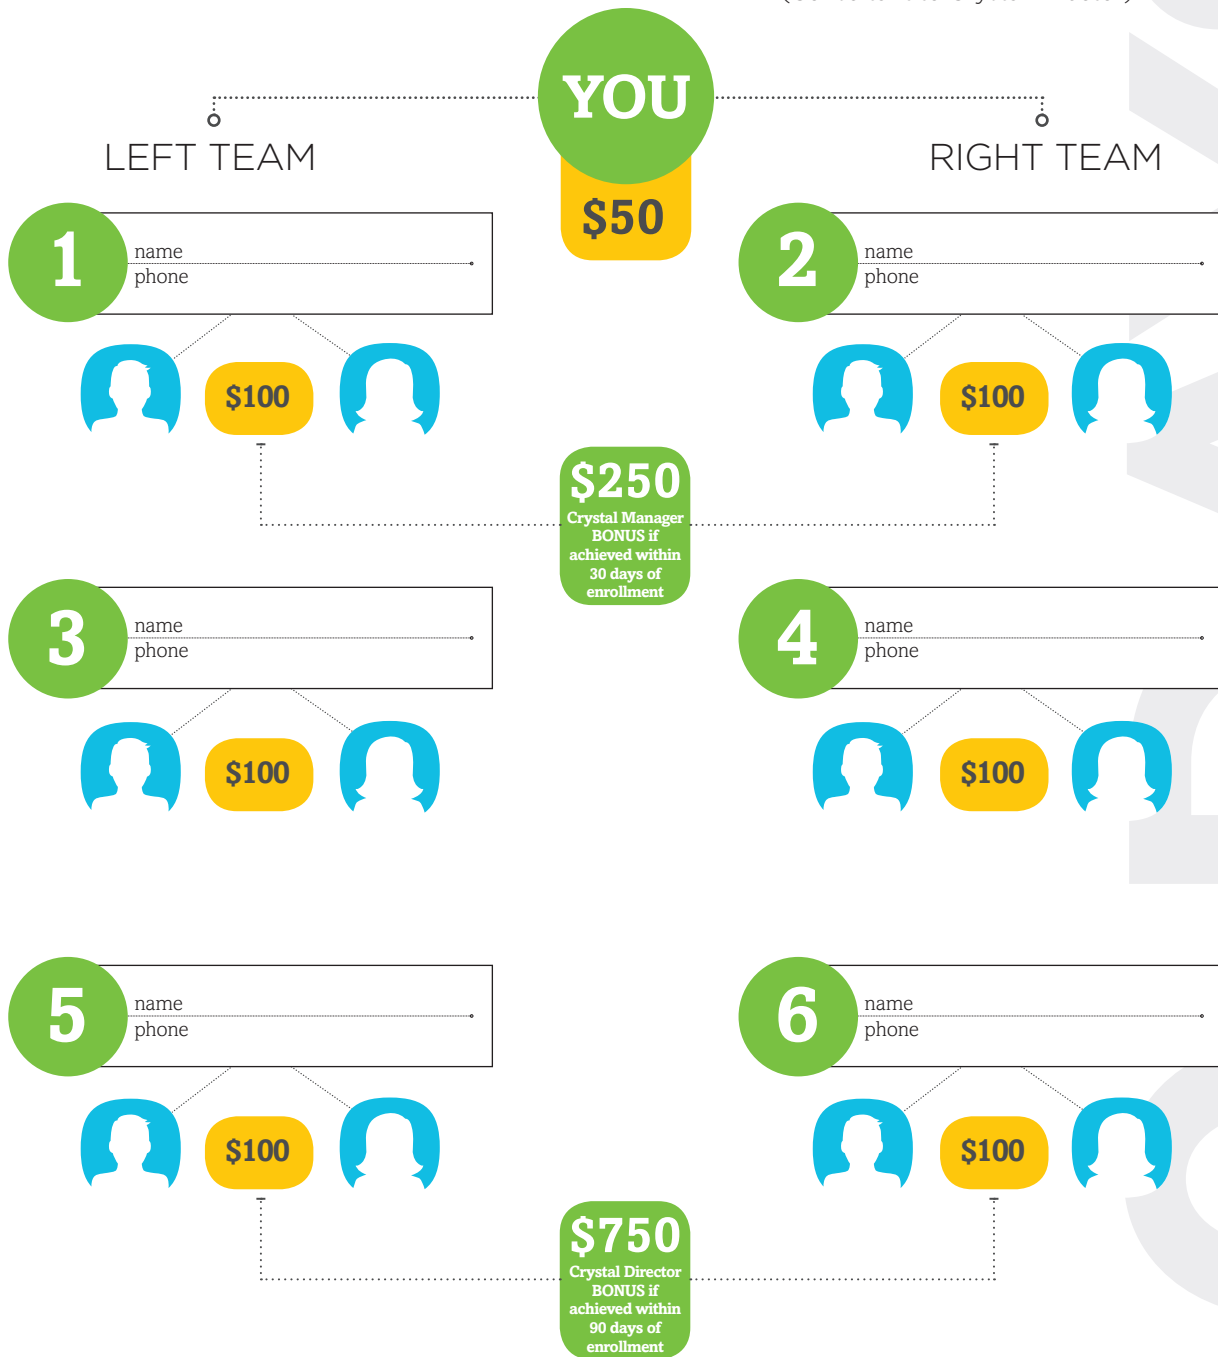 YOU
LEFT TEAM
RIGHT TEAM
$50
1
name
phone
2
name
phone
$100
$100
$250
Crystal Manager
BONUS if
achieved within
30 days of
enrollment
3
name
phone
4
name
phone
$100
$100
5
name
phone
6
name
phone
$100
$100
$750
Crystal Director
BONUS if
achieved within
90 days of
enrollment